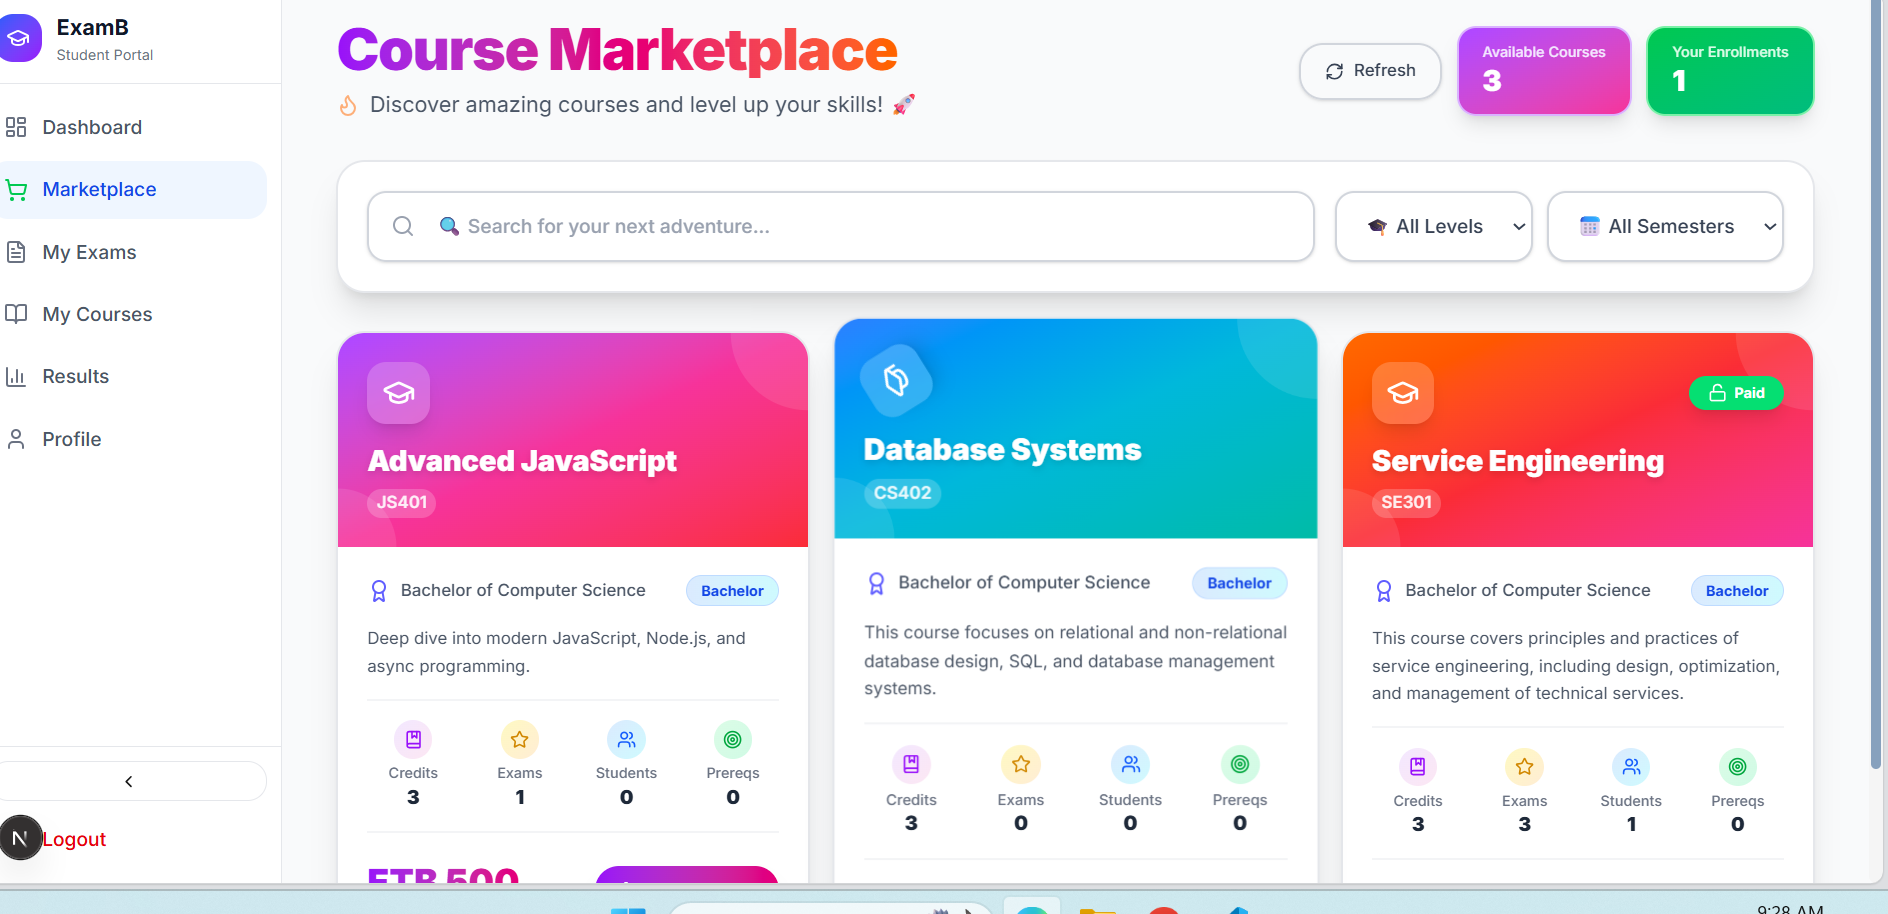 ExamB
Student Portal
Dashboard
Marketplace
My Exams
My Courses
Results
Profile
N
Logout
Course Marketplace
Discover amazing courses and level up your skills!
Refresh
Available Courses
3
Your Enrollments
1
Search for your next adventure...
All Levels
All Semesters
Advanced JavaScript
JS401
Bachelor of Computer Science
Bachelor
Deep dive into modern JavaScript, Node.js, and
async programming.
Credits
3
Exams
1
Students
0
Prereqs
0
ETB 500
Database Systems
CS402
Bachelor of Computer Science
Bachelor
This course focuses on relational and non-relational
database design, SQL, and database management
systems.
Credits
3
Exams
0
Students
0
Prereqs
0
Paid
Service Engineering
SE301
Bachelor of Computer Science
Bachelor
This course covers principles and practices of
service engineering, including design, optimization,
and management of technical services.
Credits
3
Exams
3
Students
1
Prereqs
0
9:28 AM